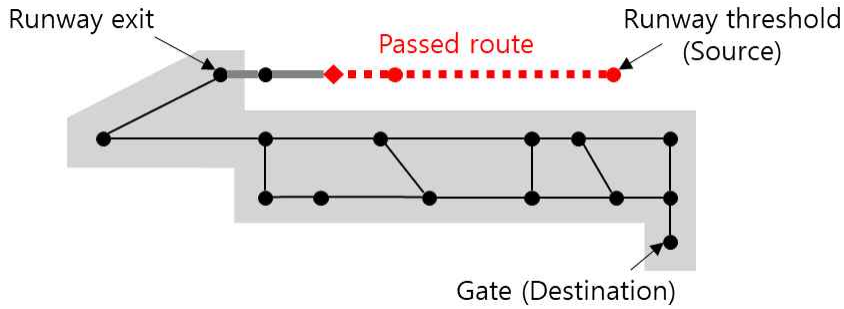 Runway exit
Passed route
Runway threshold
(Source)
Gate (Destination)